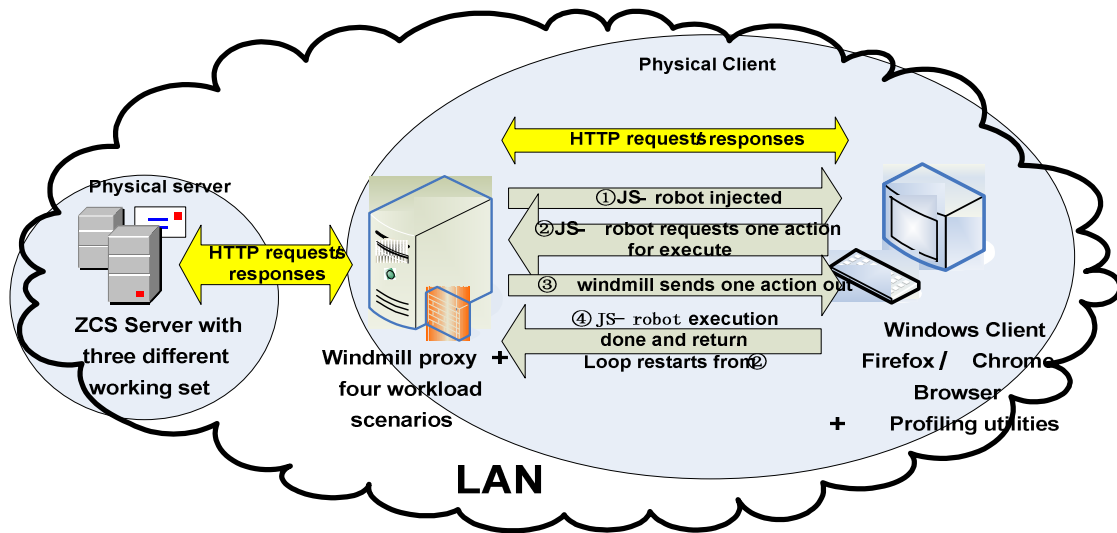 Physical Client
HTTP requests/responses
①JS- robot injected
②JS- robot requests one action
for execute
③ windmill sends one action out
④ JS- robot execution
done and return
Loop restarts from②
Physical server
HTTP requests/
responses
ZCS Server with
three different
working set
Windmill proxy +
four workload
scenarios
Windows Client
Firefox / Chrome
Browser
+ Profiling utilities
LAN